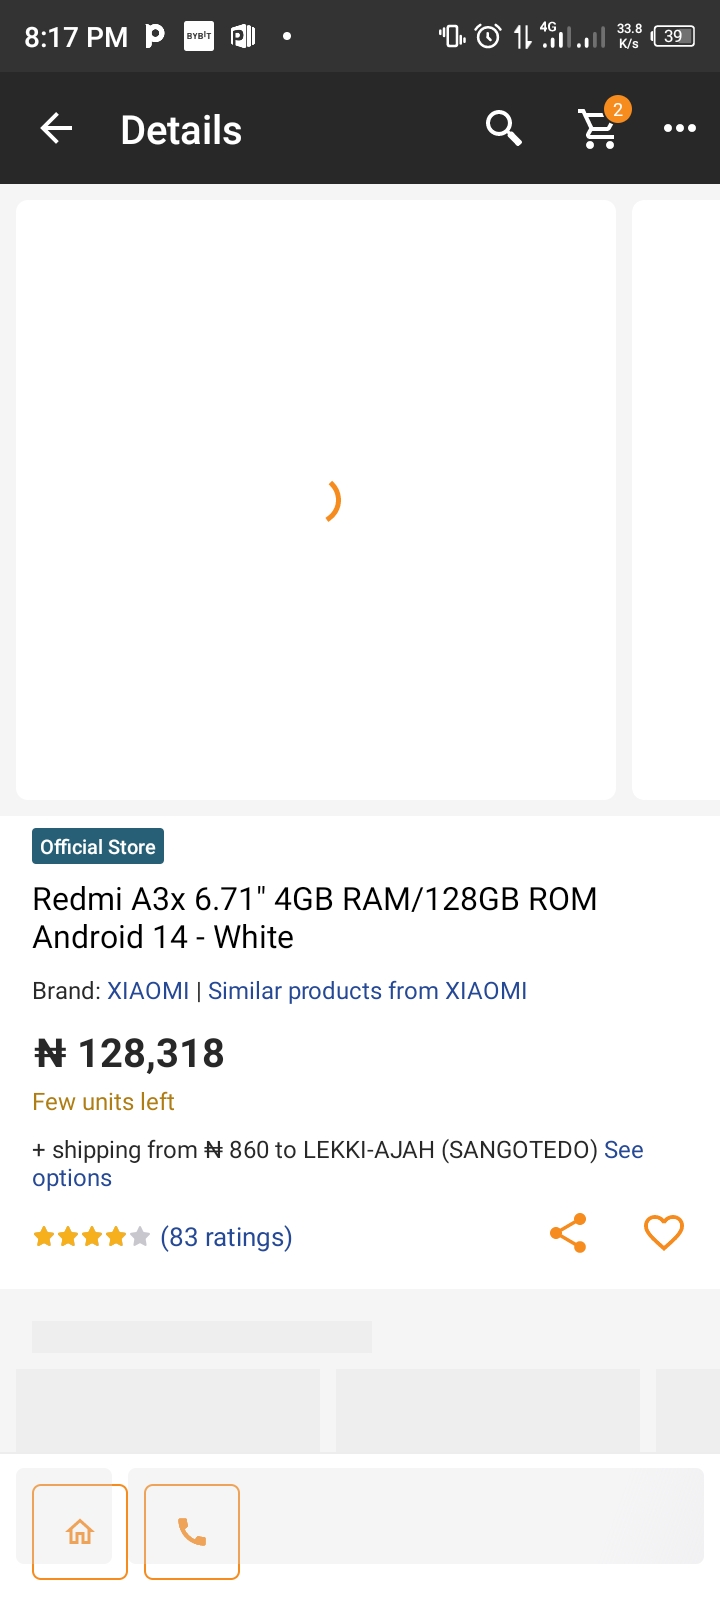 8:17 PM BYBIT 4G 33.8 K/s 39
Details
2
Official Store
Redmi A3x 6.71" 4GB RAM/128GB ROM
Android 14 - White
Brand: XIAOMI | Similar products from XIAOMI
₦ 128,318
Few units left
+ shipping from ₦ 860 to LEKKI-AJAH (SANGOTEDO) See
options
(83 ratings)